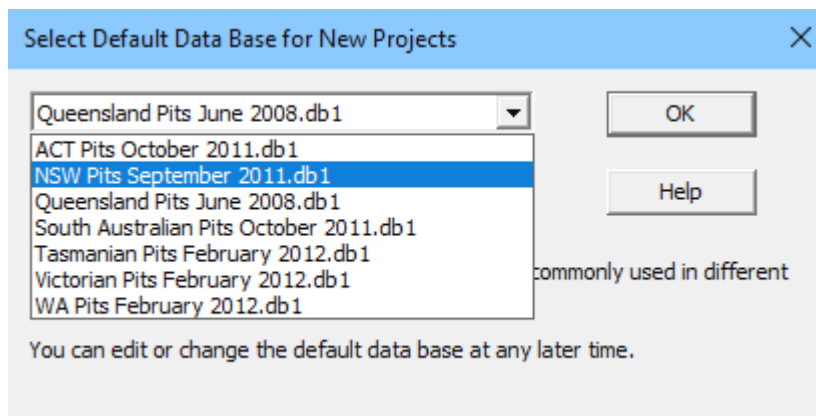 Select Default Data Base for New Projects
Queensland Pits June 2008.db1
OK
ACT Pits October 2011.db1
NSW Pits September 2011.db1
Queensland Pits June 2008.db1
Help
South Australian Pits October 2011.db1
Tasmanian Pits February 2012.db1
Victorian Pits February 2012.db1
commonly used in different
WA Pits February 2012.db1
You can edit or change the default data base at any later time.